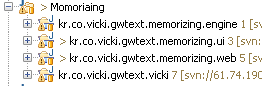 > Momoriaing
kr.co.vicki.gwtext.memorizing.engine 1 [svn:
> kr.co.vicki.gwtext.memorizing.ui 3 [svn://
> kr.co.vicki.gwtext.memorizing.web 5 [svn:
kr.co.vicki.gwtext.vicki 7 [svn://61.74.190